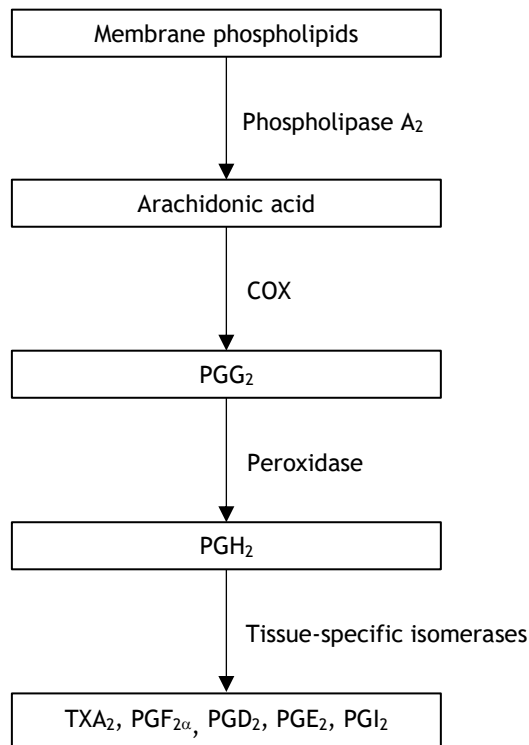 Membrane phospholipids
Phospholipase A₂
Arachidonic acid
COX
PGG₂
Peroxidase
PGH₂
Tissue-specific isomerases
TXA₂, PGF₂α, PGD₂, PGE₂, PGI₂